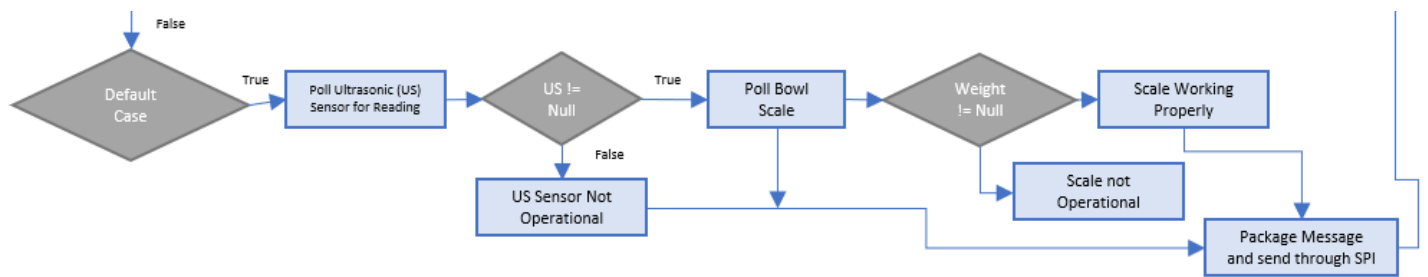 False
Default
Case
True
Poll Ultrasonic (US)
Sensor for Reading
US !=
Null
True
Poll Bowl
Scale
Weight
!= Null
Scale Working
Properly
False
US Sensor Not
Operational
Scale not
Operational
Package Message
and send through SPI